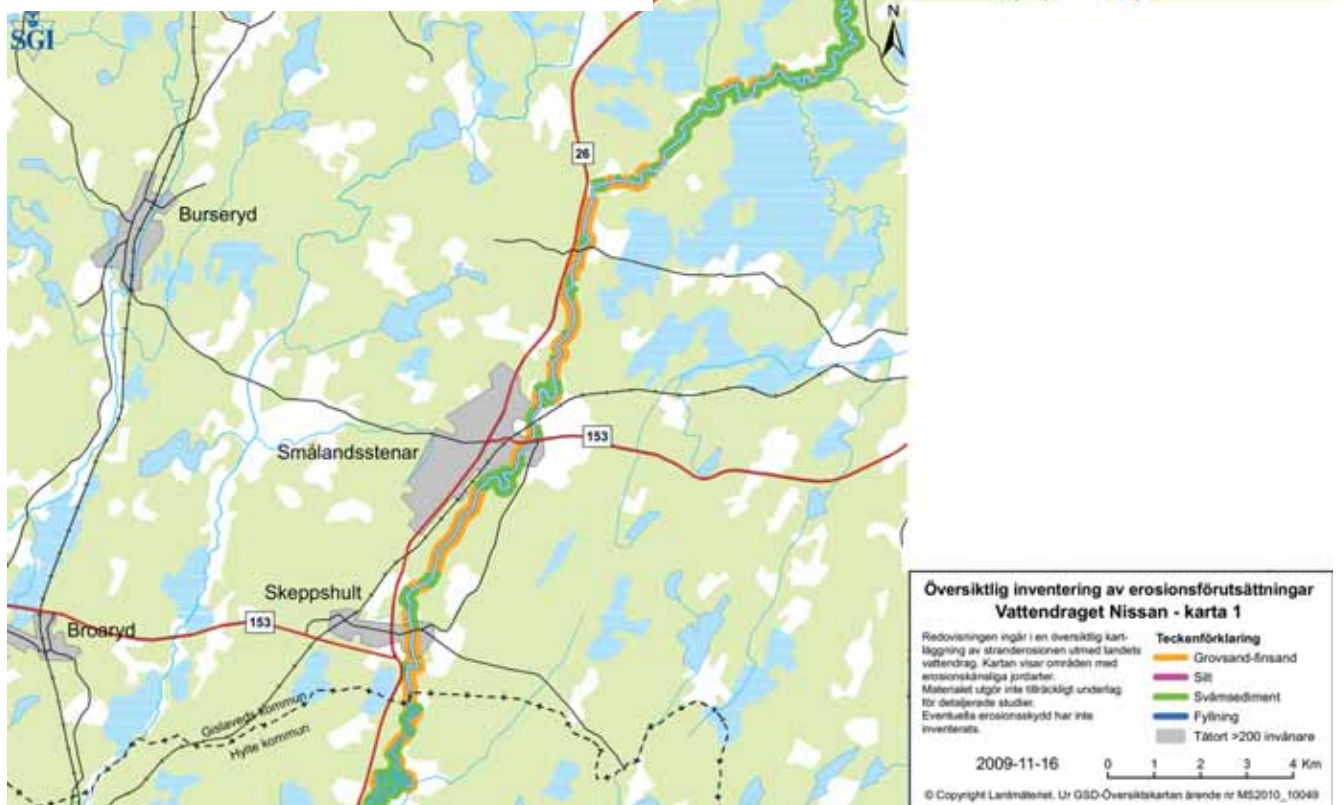 SGI
N
26
Burseryd
Smålandsstenar
153
Skeppshult
153
Broaryd
Gislaveds kommun
Hylte kommun
Översiktlig inventering av erosionsförutsättningar
Vattendraget Nissan - karta 1
Redovisningen ingår i en översiktlig kart-
läggning av stranderosionen utmed landets
vattendrag. Kartan visar områden med
erosionskänsliga jordarter.
Materialet utgör inte tillräckligt underlag
för detaljerade studier.
Eventuella erosionsskydd har inte
inventerats.
Teckenförklaring
Grovsand-finsand
Silt
Svämsediment
Fyllning
Tätort >200 invånare
2009-11-16
0 1 2 3 4 Km
© Copyright Lantmäteriet. Ur GSD-Översiktskartan ärende nr MS2010_10049